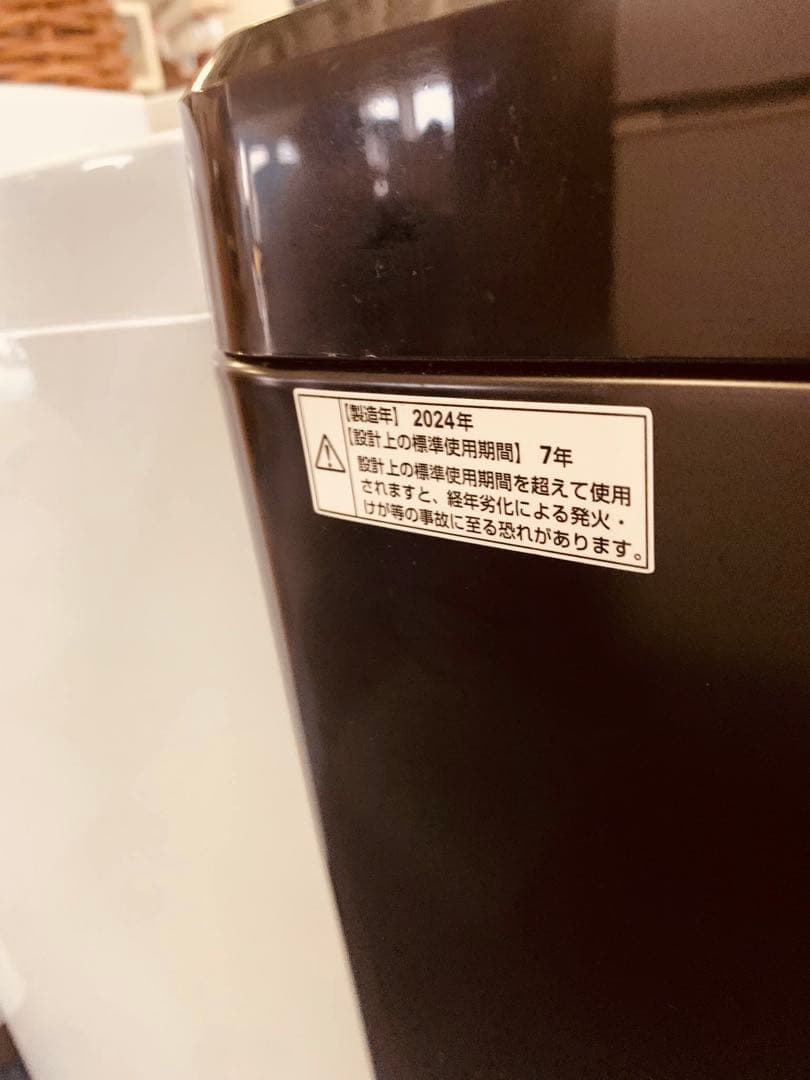 【製造年】 2024年
【設計上の標準使用期間】 7年
設計上の標準使用期間を超えて使用
されますと、経年劣化による発火・
けが等の事故に至る恐れがあります。